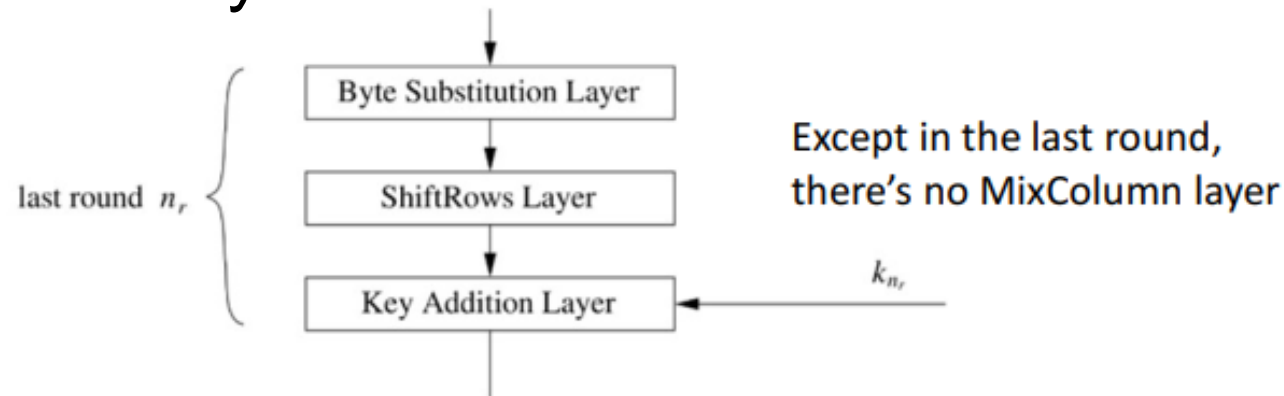 Byte Substitution Layer
Except in the last round,
there's no MixColumn layer
last round n_r
ShiftRows Layer
k_{n_r}
Key Addition Layer